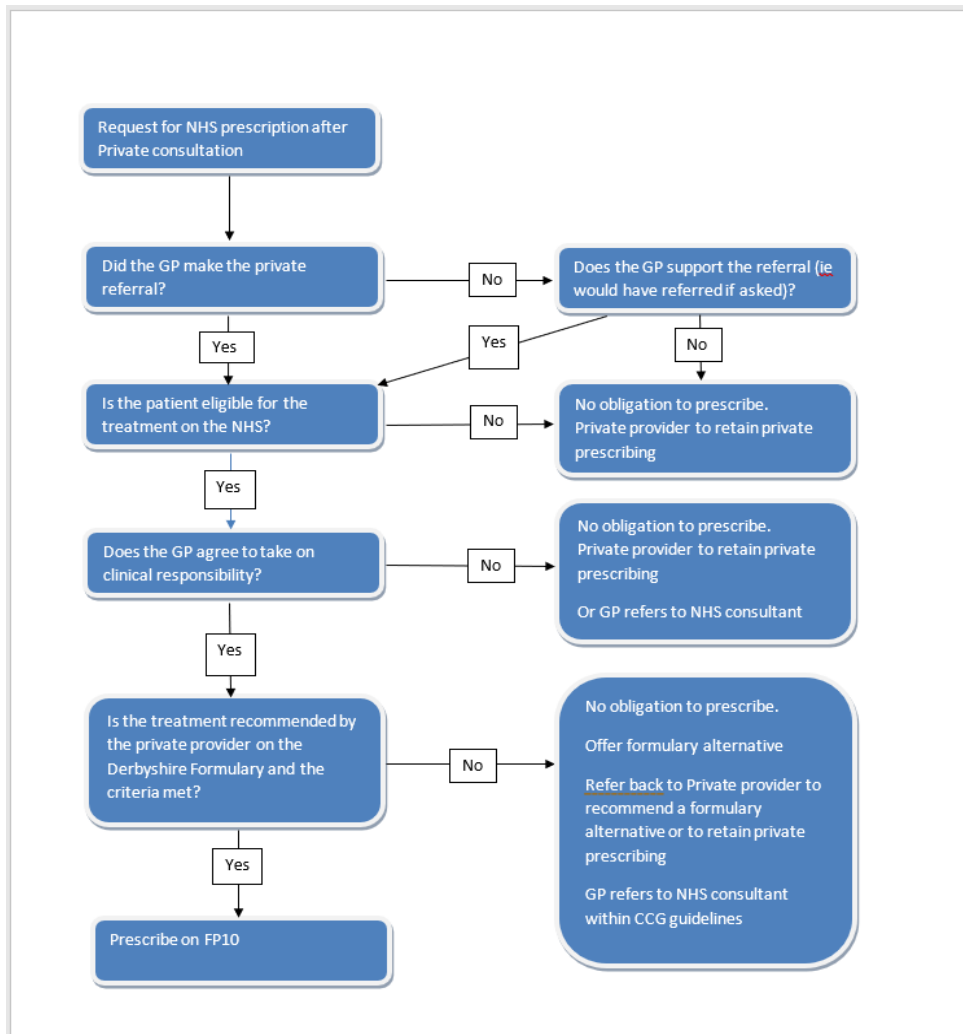 Request for NHS prescription after
Private consultation
Did the GP make the private
referral?
No
Does the GP support the referral (ie
would have referred if asked)?
Yes
Yes
No
Is the patient eligible for the
treatment on the NHS?
No
No obligation to prescribe.
Private provider to retain private
prescribing
Yes
Does the GP agree to take on
clinical responsibility?
No
No obligation to prescribe.
Private provider to retain private
prescribing
Or GP refers to NHS consultant
Yes
Is the treatment recommended by
the private provider on the
Derbyshire Formulary and the
criteria met?
No
No obligation to prescribe.
Offer formulary alternative
Refer back to Private provider to
recommend a formulary
alternative or to retain private
prescribing
GP refers to NHS consultant
within CCG guidelines
Yes
Prescribe on FP10